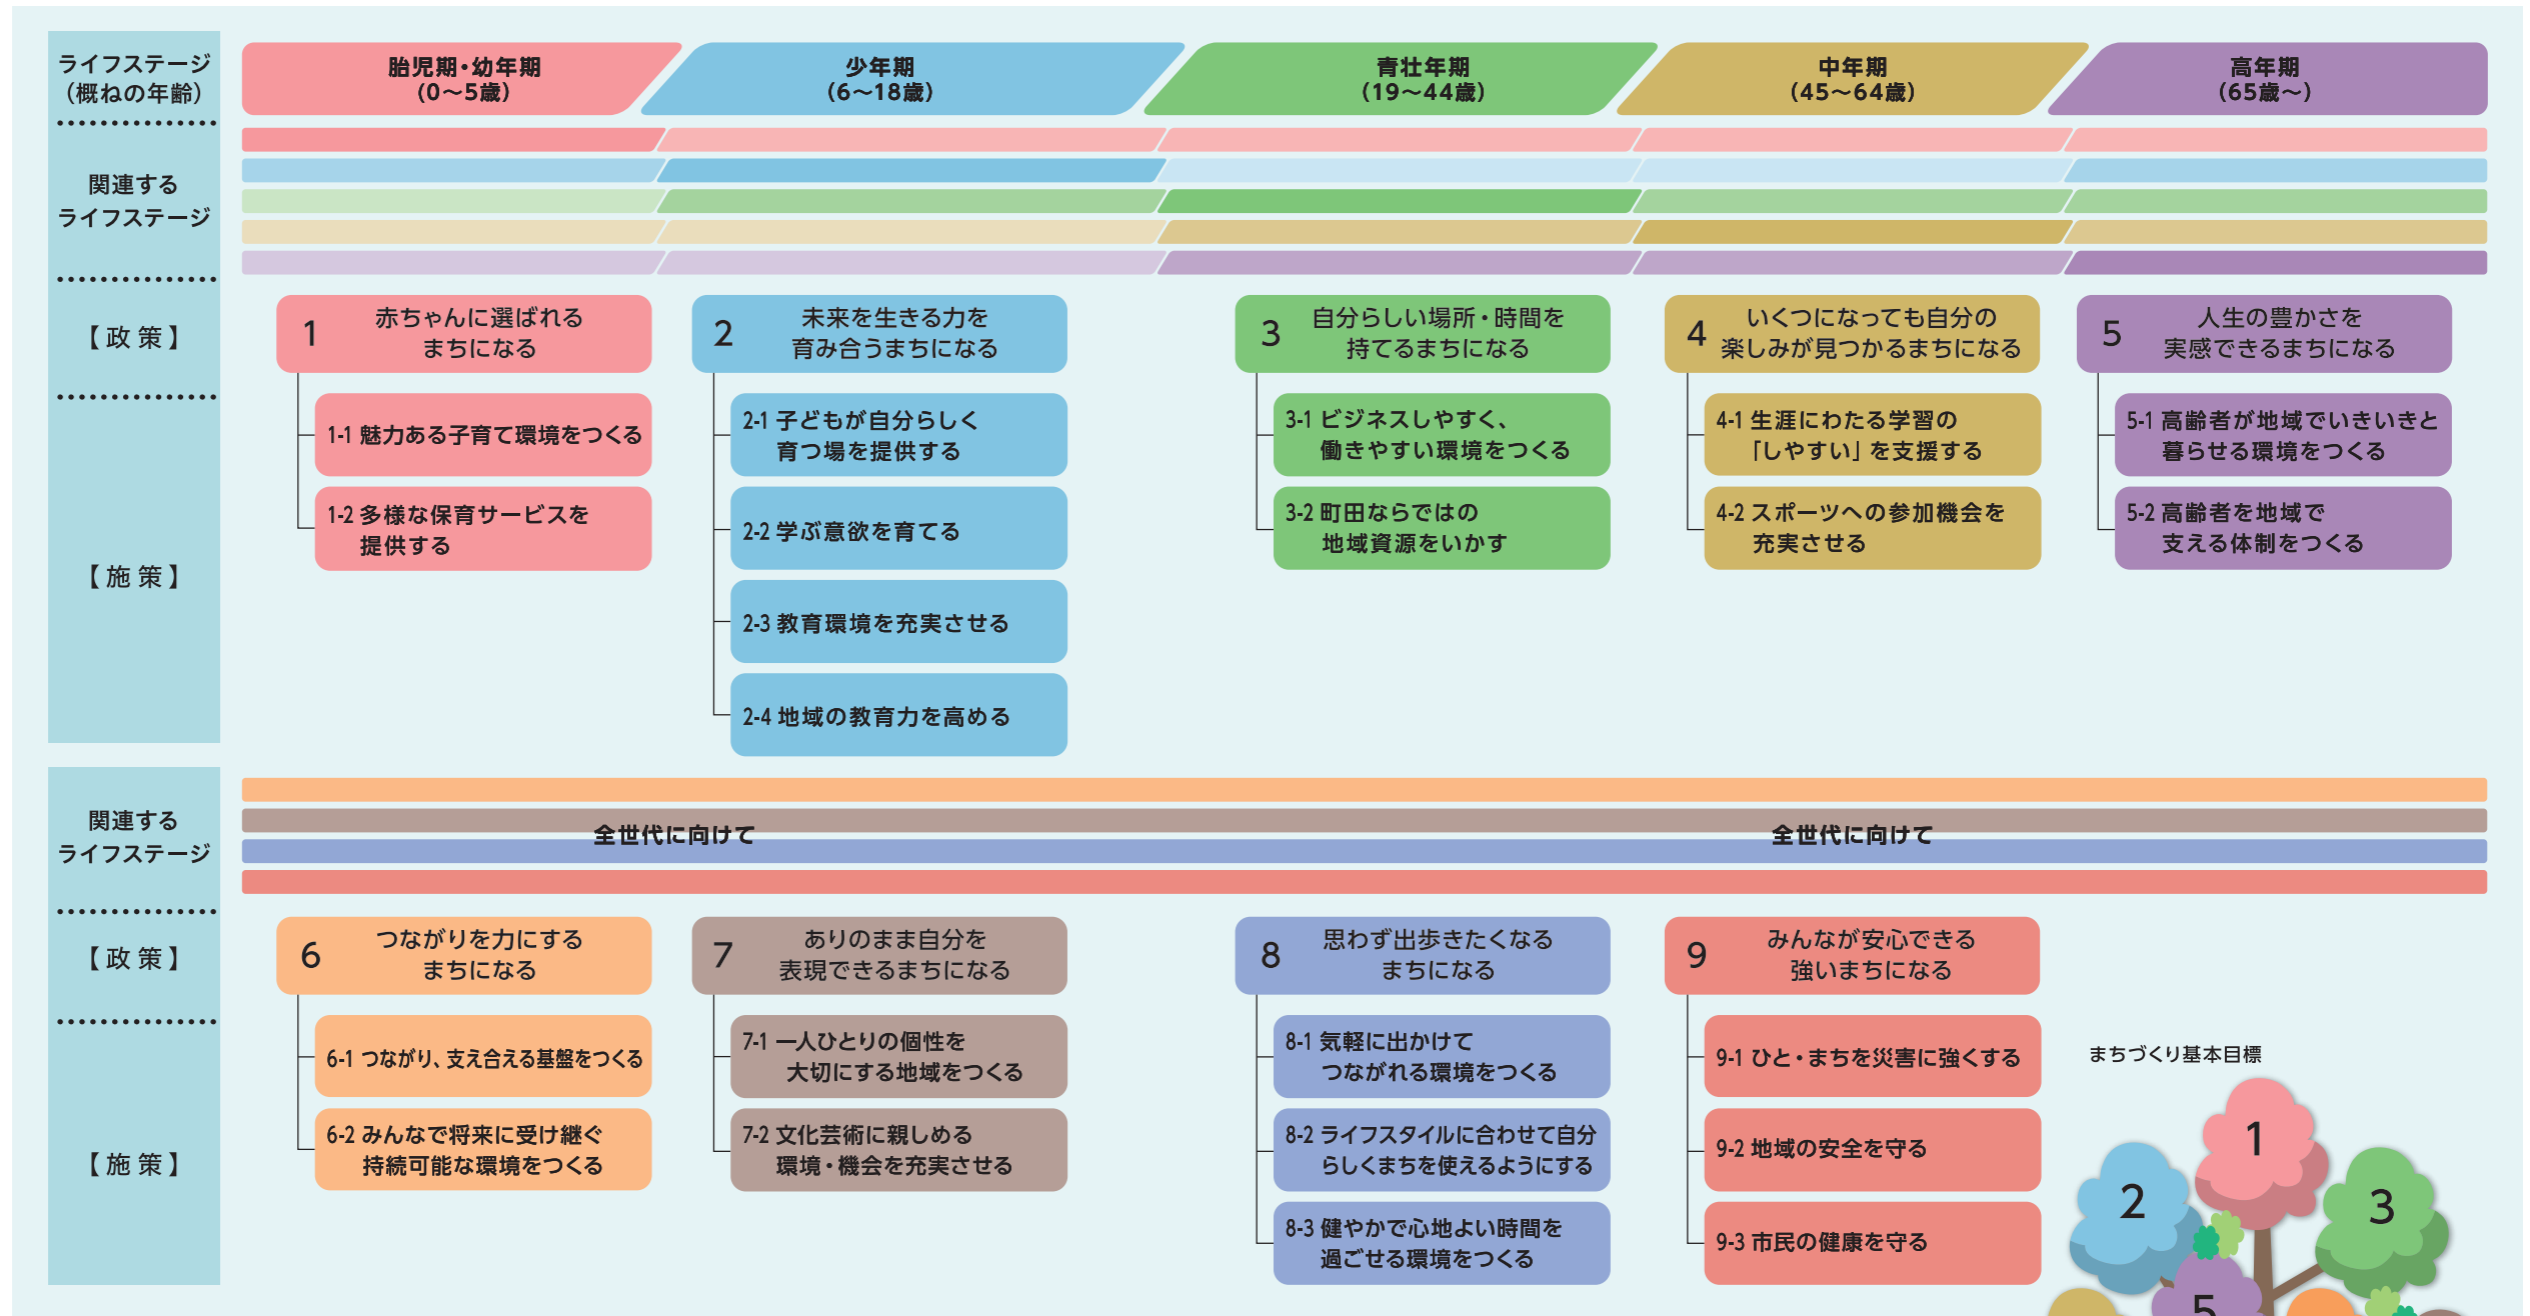 ライフステージ
（概ねの年齢）
胎児期・幼年期
（0～5歳）
少年期
（6～18歳）
青壮年期
（19～44歳）
中年期
（45～64歳）
高年期
（65歳～）
関連する
ライフステージ
【政策】
1
赤ちゃんに選ばれる
まちになる
2
未来を生きる力を
育み合うまちになる
3
自分らしい場所・時間を
持てるまちになる
4
いくつになっても自分の
楽しみが見つかるまちになる
5
人生の豊かさを
実感できるまちになる
【施策】
1-1 魅力ある子育て環境をつくる
1-2 多様な保育サービスを
提供する
2-1 子どもが自分らしく
育つ場を提供する
2-2 学ぶ意欲を育てる
2-3 教育環境を充実させる
2-4 地域の教育力を高める
3-1 ビジネスしやすく、
働きやすい環境をつくる
3-2 町田ならではの
地域資源をいかす
4-1 生涯にわたる学習の
「しやすい」を支援する
4-2 スポーツへの参加機会を
充実させる
5-1 高齢者が地域でいきいきと
暮らせる環境をつくる
5-2 高齢者を地域で
支える体制をつくる
関連する
ライフステージ
全世代に向けて
全世代に向けて
【政策】
6
つながりを力にする
まちになる
7
ありのまま自分を
表現できるまちになる
8
思わず出歩きたくなる
まちになる
9
みんなが安心できる
強いまちになる
【施策】
6-1 つながり、支え合える基盤をつくる
6-2 みんなで将来に受け継ぐ
持続可能な環境をつくる
7-1 一人ひとりの個性を
大切にする地域をつくる
7-2 文化芸術に親しめる
環境・機会を充実させる
8-1 気軽に出かけて
つながれる環境をつくる
8-2 ライフスタイルに合わせて自分
らしくまちを使えるようにする
8-3 健やかで心地よい時間を
過ごせる環境をつくる
9-1 ひと・まちを災害に強くする
9-2 地域の安全を守る
9-3 市民の健康を守る
まちづくり基本目標
1
2
3
5